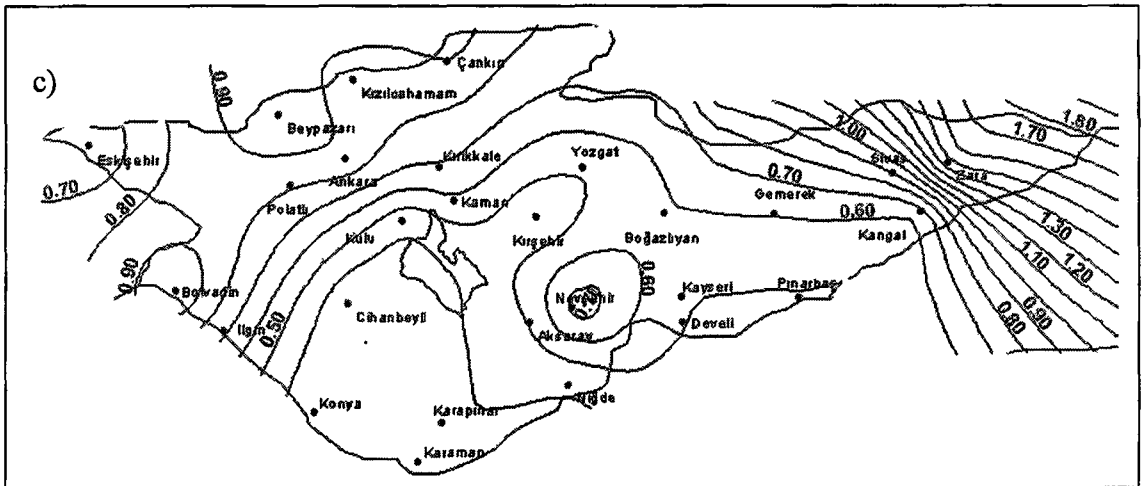 c)
Çankırı
Kızılcahamam
0.90
Beypazarı
1.00
1.80
1.70
Eskişehir
Kırıkkale
Yozgat
Sivas
Zara
0.70
Ankara
0.70
0.80
Polatlı
Kaman
Gemerek
0.60
Kulu
Kırşehir
Boğazlıyan
Kangal
1.30
1.10
1.20
0.90
Bolvadin
0.60
Kayseri
Pınarbaşı
Nevşehir
Cihanbeyli
Ilgın
0.50
Aksaray
Develi
0.80
0.90
Niğde
Konya
Karapınar
Karaman